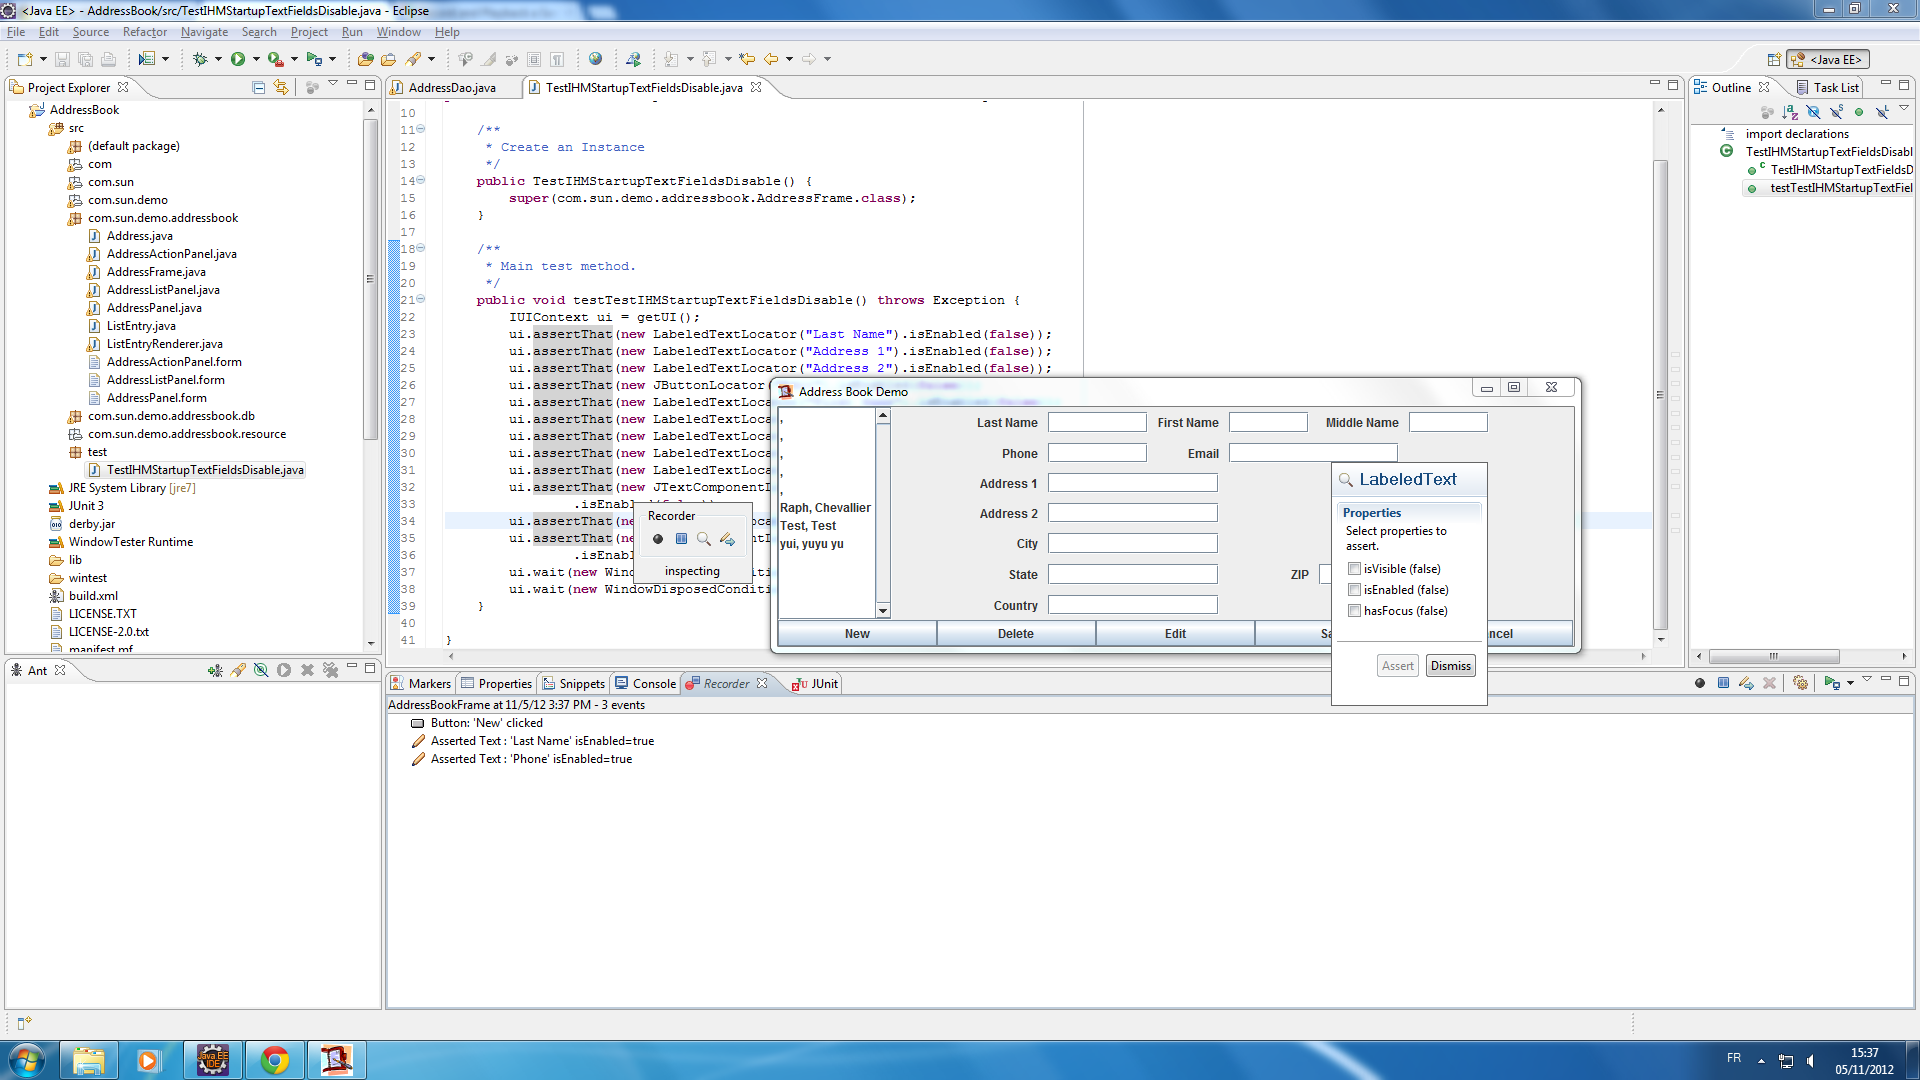 <Java EE> - AddressBook/src/TestIHMStartupTextFieldsDisable.java - Eclipse
File Edit Source Refactor Navigate Search Project Run Window Help
<Java EE>
Project Explorer
AddressBook
src
(default package)
com
com.sun
com.sun.demo
com.sun.demo.addressbook
Address.java
AddressActionPanel.java
AddressFrame.java
AddressListPanel.java
AddressPanel.java
ListEntry.java
ListEntryRenderer.java
AddressActionPanel.form
AddressListPanel.form
AddressPanel.form
com.sun.demo.addressbook.db
com.sun.demo.addressbook.resource
test
TestIHMStartupTextFieldsDisable.java
JRE System Library [jre7]
JUnit 3
derby.jar
WindowTester Runtime
lib
wintest
build.xml
LICENSE.TXT
LICENSE-2.0.txt
manifest.mf
Ant
AddressDao.java TestIHMStartupTextFieldsDisable.java
10
11 /**
12 * Create an Instance
13 */
14 public TestIHMStartupTextFieldsDisable() {
15 super(com.sun.demo.addressbook.AddressFrame.class);
16 }
17
18 /**
19 * Main test method.
20 */
21 public void testTestIHMStartupTextFieldsDisable() throws Exception {
22 IUIContext ui = getUI();
23 ui.assertThat(new LabeledTextLocator("Last Name").isEnabled(false));
24 ui.assertThat(new LabeledTextLocator("Address 1").isEnabled(false));
25 ui.assertThat(new LabeledTextLocator("Address 2").isEnabled(false));
26 ui.assertThat(new JButtonLocator
27 ui.assertThat(new LabeledTextLoca
28 ui.assertThat(new LabeledTextLoca
29 ui.assertThat(new LabeledTextLoca
30 ui.assertThat(new LabeledTextLoca
31 ui.assertThat(new LabeledTextLoca
32 ui.assertThat(new JTextComponent
33 .isEnab
34 ui.assertThat(ne
35 ui.assertThat(ne
36 .isEnab
37 ui.wait(new Wind
38 ui.wait(new WindowDisposedConditi
39 }
40
41 }
Recorder
inspecting
Address Book Demo
,
,
,
,
,
Raph, Chevallier
Test, Test
yui, yuyu yu
Last Name First Name Middle Name
Phone Email
Address 1
Address 2
City
State ZIP
Country
New Delete Edit Sa ncel
LabeledText
Properties
Select properties to
assert.
isVisible (false)
isEnabled (false)
hasFocus (false)
Assert Dismiss
Outline Task List
import declarations
TestIHMStartupTextFieldsDisabl
TestIHMStartupTextFieldsD
testTestIHMStartupTextFiel
Markers Properties Snippets Console Recorder JUnit
AddressBookFrame at 11/5/12 3:37 PM - 3 events
Button: 'New' clicked
Asserted Text : 'Last Name' isEnabled=true
Asserted Text : 'Phone' isEnabled=true
Java EE
IDE
FR
15:37
05/11/2012